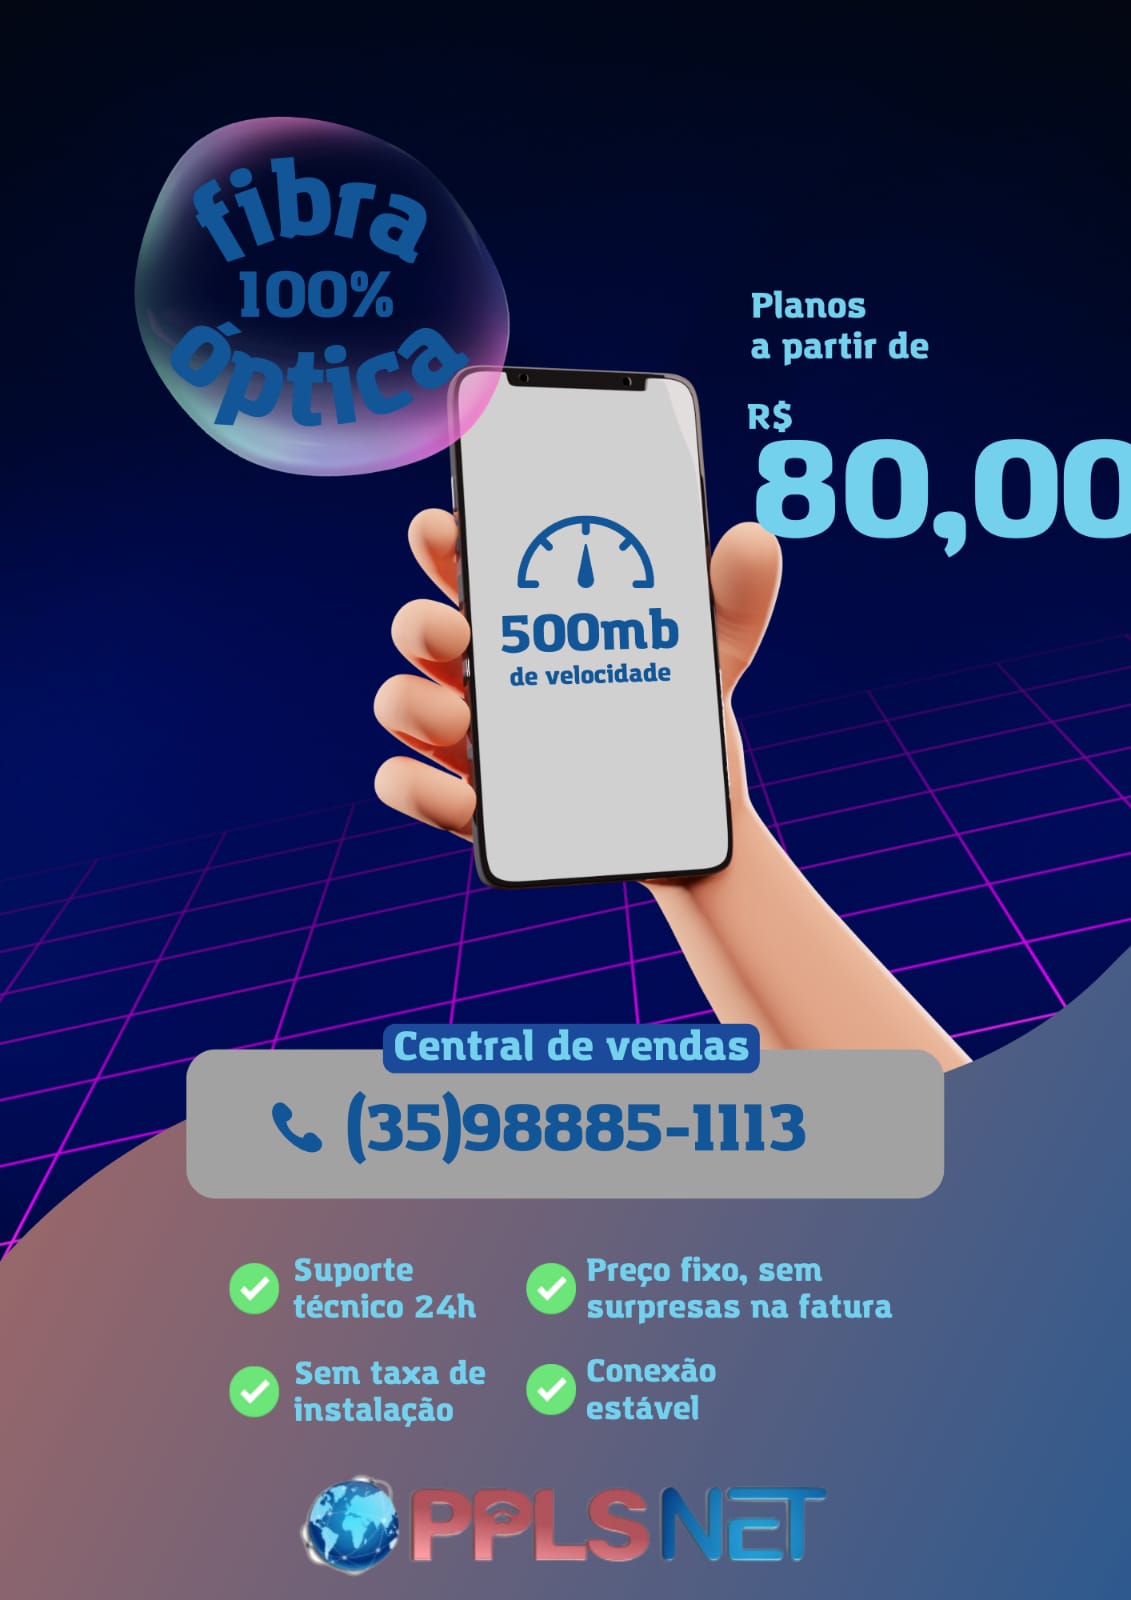 fibra
100%
óptica
Planos
a partir de
R$
80,00
500mb
de velocidade
Central de vendas
(35)98885-1113
Suporte
técnico 24h
Preço fixo, sem
surpresas na fatura
Sem taxa de
instalação
Conexão
estável
PPLSNET